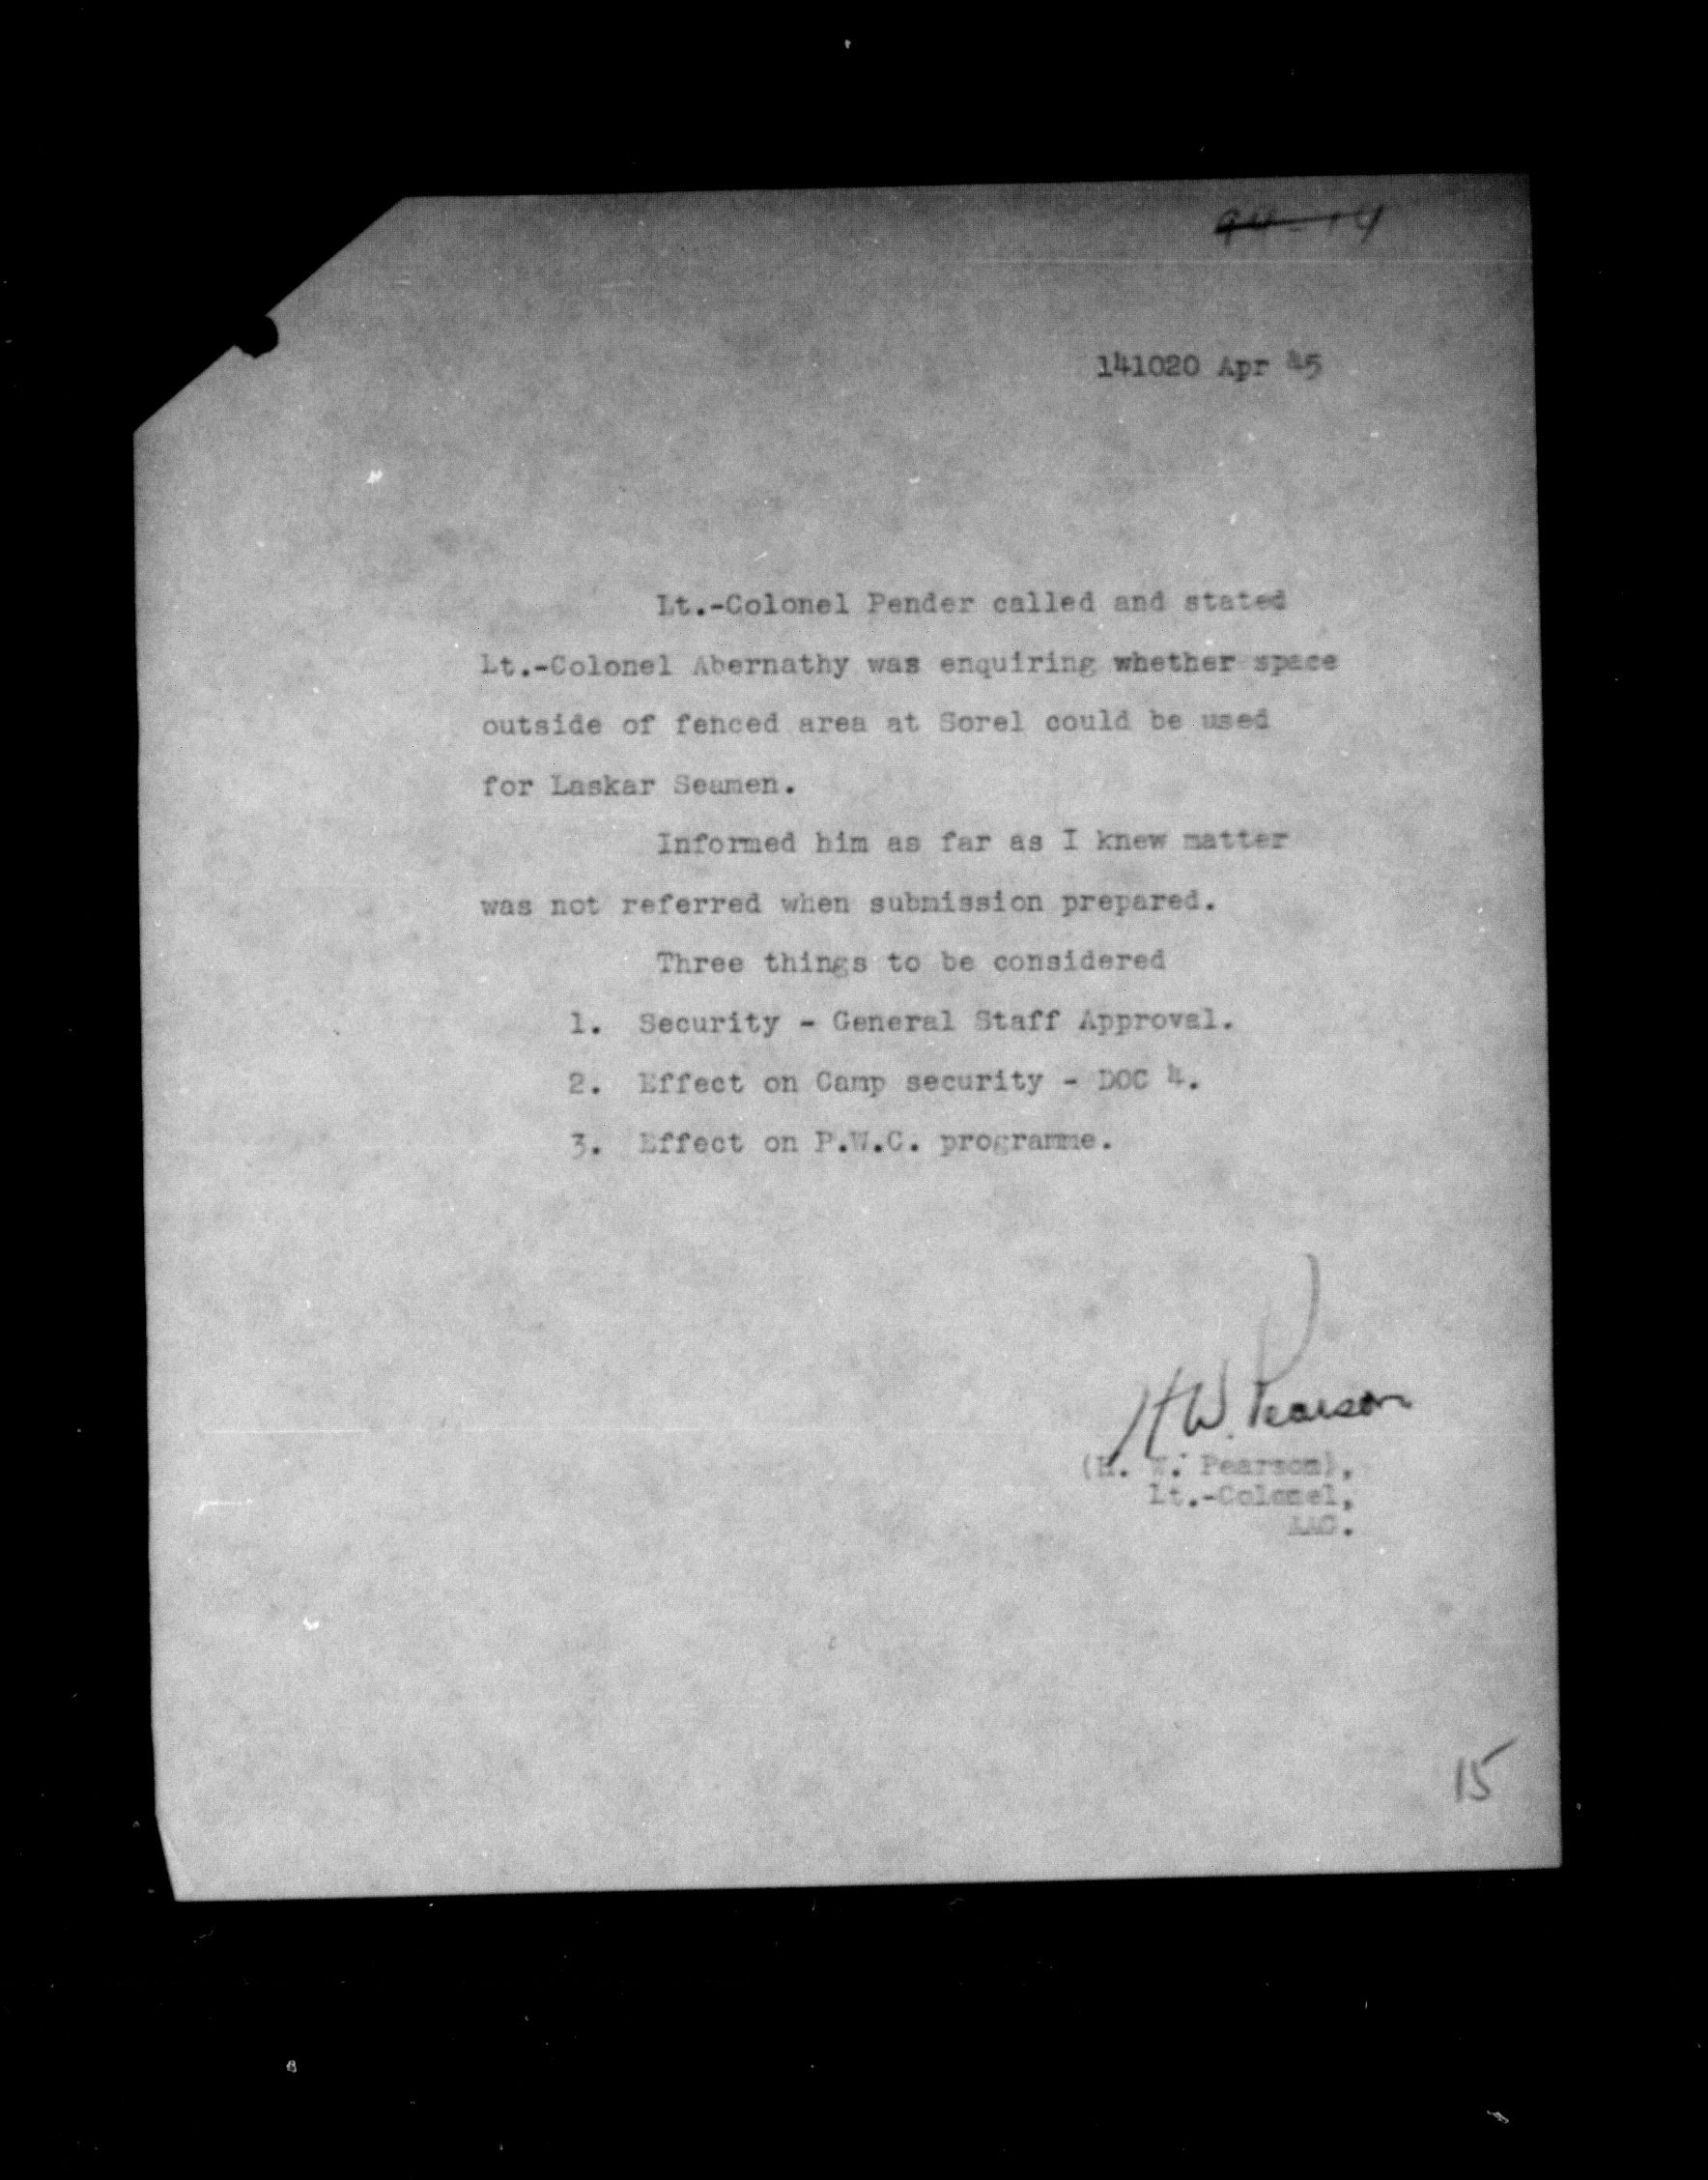 141020 Apr 45
Lt.-Colonel Pender called and stated
Lt.-Colonel Abernathy was enquiring whether space
outside of fenced area at Sorel could be used
for Laskar Seamen.
Informed him as far as I knew matter
was not referred when submission prepared.
Three things to be considered
1. Security - General Staff Approval.
2. Effect on Camp security - DOC 4.
3. Effect on P.W.C. programme.
H W. Pearson
(H. W. Pearson),
Lt.-Colonel,
AAG.
15